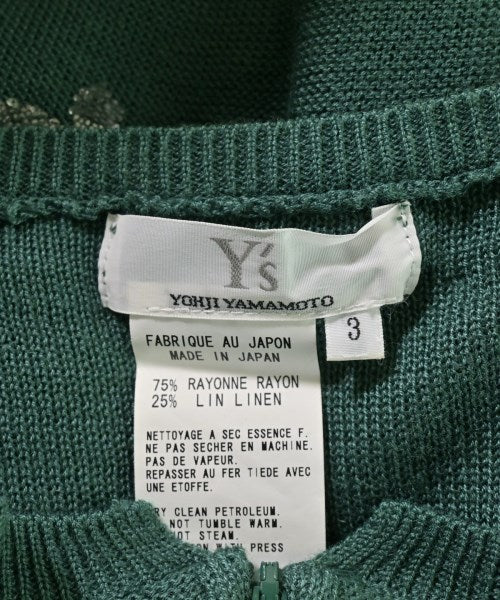 Y's
YOHJI YAMAMOTO
3
FABRIQUE AU JAPON
MADE IN JAPAN
75% RAYONNE RAYON
25% LIN LINEN
NETTOYAGE A SEC ESSENCE F.
NE PAS SECHER EN MACHINE.
PAS DE VAPEUR.
REPASSER AU FER TIEDE AVEC
UNE ETOFFE.
CLEAN PETROLEUM.
NOT TUMBLE WARM.
NOT STEAM.
WITH PRESS